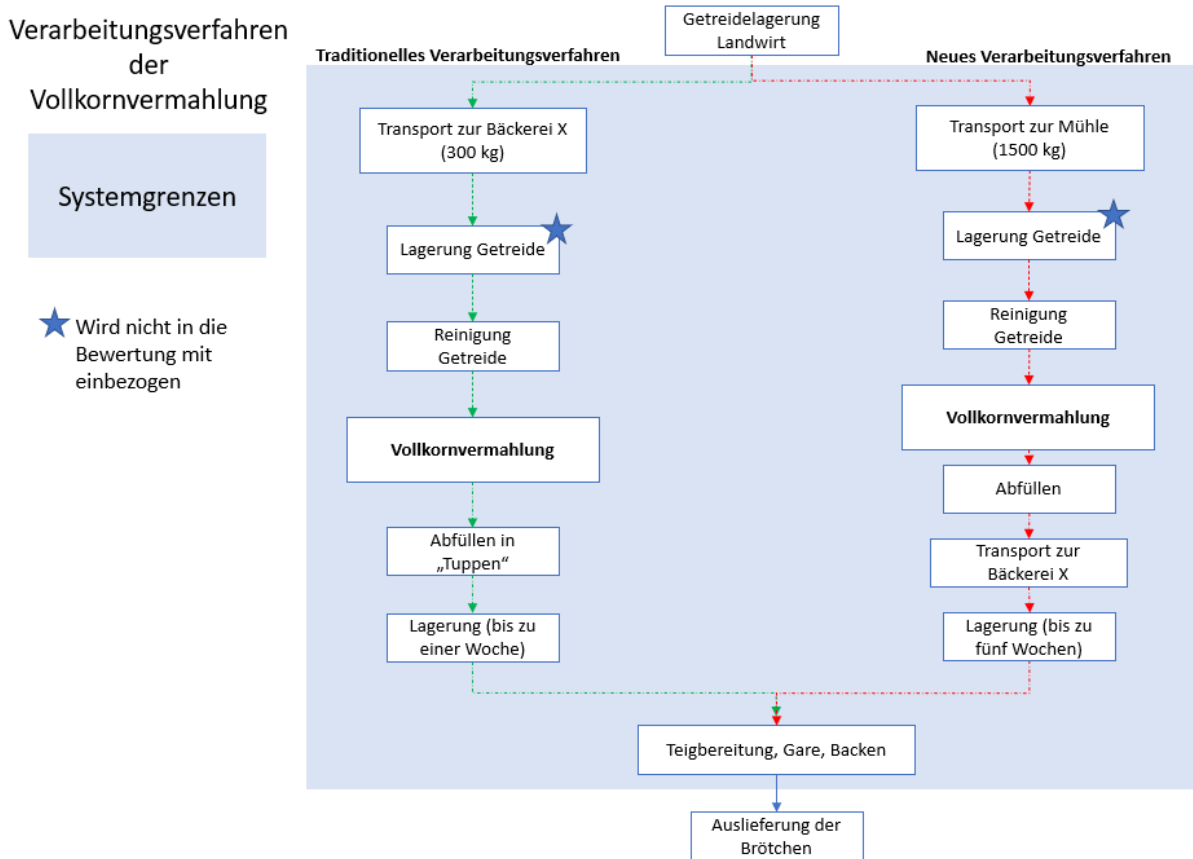 Verarbeitungsverfahren
der
Vollkornvermahlung
Systemgrenzen
Wird nicht in die
Bewertung mit
einbezogen
Getreidelagerung
Landwirt
Traditionelles Verarbeitungsverfahren
Neues Verarbeitungsverfahren
Transport zur Bäckerei X
(300 kg)
Lagerung Getreide
Reinigung
Getreide
Vollkornvermahlung
Abfüllen in
„Tuppen“
Lagerung (bis zu
einer Woche)
Transport zur Mühle
(1500 kg)
Lagerung Getreide
Reinigung
Getreide
Vollkornvermahlung
Abfüllen
Transport zur
Bäckerei X
Lagerung (bis zu
fünf Wochen)
Teigbereitung, Gare, Backen
Auslieferung der
Brötchen